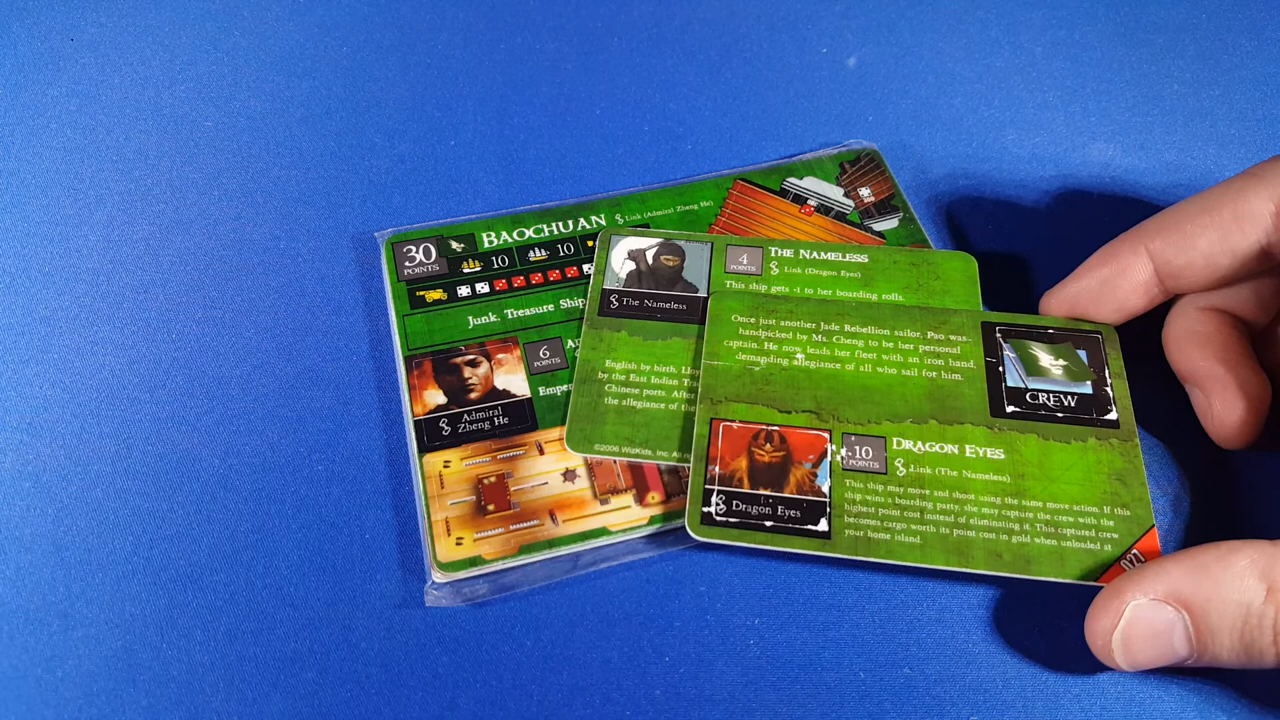 30
POINTS
BAOCHUAN
Link (Admiral Zheng He)
10
10
Junk, Treasure Ship
Admiral
Zheng He
6
POINTS
The Nameless
4
POINTS
THE NAMELESS
Link (Dragon Eyes)
This ship gets +1 to her boarding rolls.
English by birth,
by the East Indian
Chinese ports. After
the allegiance of the
©2006 WizKids, Inc. All
Once just another Jade Rebellion sailor, Pao was
handpicked by Ms. Cheng to be her personal
captain. He now leads her fleet with an iron hand,
demanding allegiance of all who sail for him.
CREW
Dragon Eyes
10
POINTS
DRAGON EYES
Link (The Nameless)
This ship may move and shoot using the same move action. If this
ship wins a boarding party, she may capture the crew with the
highest point cost instead of eliminating it. This captured crew
becomes cargo worth its point cost in gold when unloaded at
your home island.
021